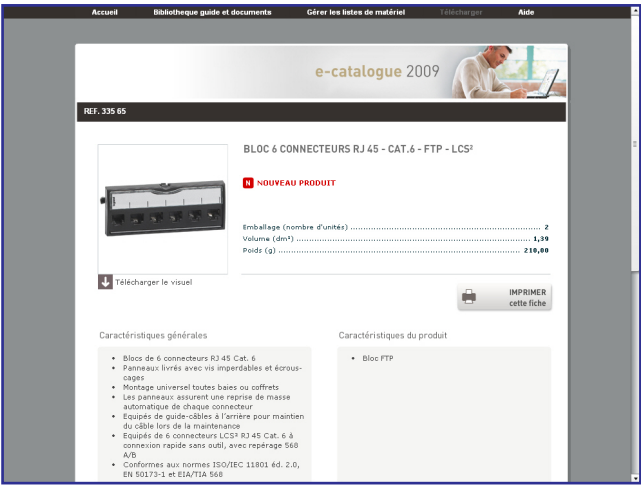 Accueil Bibliotheque guide et documents Gérer les listes de matériel Télécharger Aide
e-catalogue 2009
REF. 335 65
BLOC 6 CONNECTEURS RJ 45 - CAT.6 - FTP - LCS²
N NOUVEAU PRODUIT
Emballage (nombre d'unités) 2
Volume (dm³) 1,39
Poids (g) 210,00
Télécharger le visuel
IMPRIMER
cette fiche
Caractéristiques générales Caractéristiques du produit
• Blocs de 6 connecteurs RJ 45 Cat. 6 • Bloc FTP
• Panneaux livrés avec vis imperdables et écrous-
cages
• Montage universel toutes baies ou coffrets
• Les panneaux assurent une reprise de masse
automatique de chaque connecteur
• Equipés de guide-câbles à l'arrière pour maintien
du câble lors de la maintenance
• Equipés de 6 connecteurs LCS² RJ 45 Cat. 6 à
connexion rapide sans outil, avec repérage 568
A/B
• Conformes aux normes ISO/IEC 11801 éd. 2.0,
EN 50173-1 et EIA/TIA 568